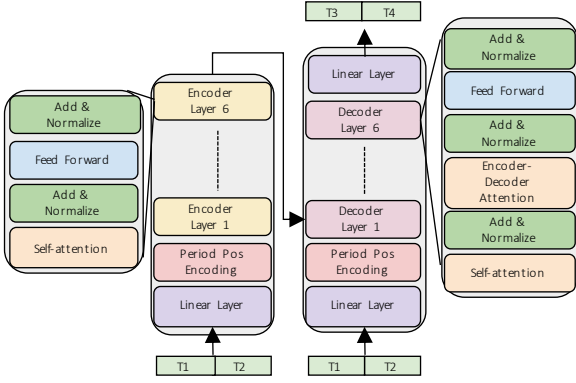 T3 T4
Add &
Normalize
Feed Forward
Add &
Normalize
Self-attention
Encoder
Layer 6
Encoder
Layer 1
Period Pos
Encoding
Linear Layer
T1 T2
Linear Layer
Decoder
Layer 6
Decoder
Layer 1
Period Pos
Encoding
Linear Layer
T1 T2
Add &
Normalize
Feed Forward
Add &
Normalize
Encoder-
Decoder
Attention
Add &
Normalize
Self-attention